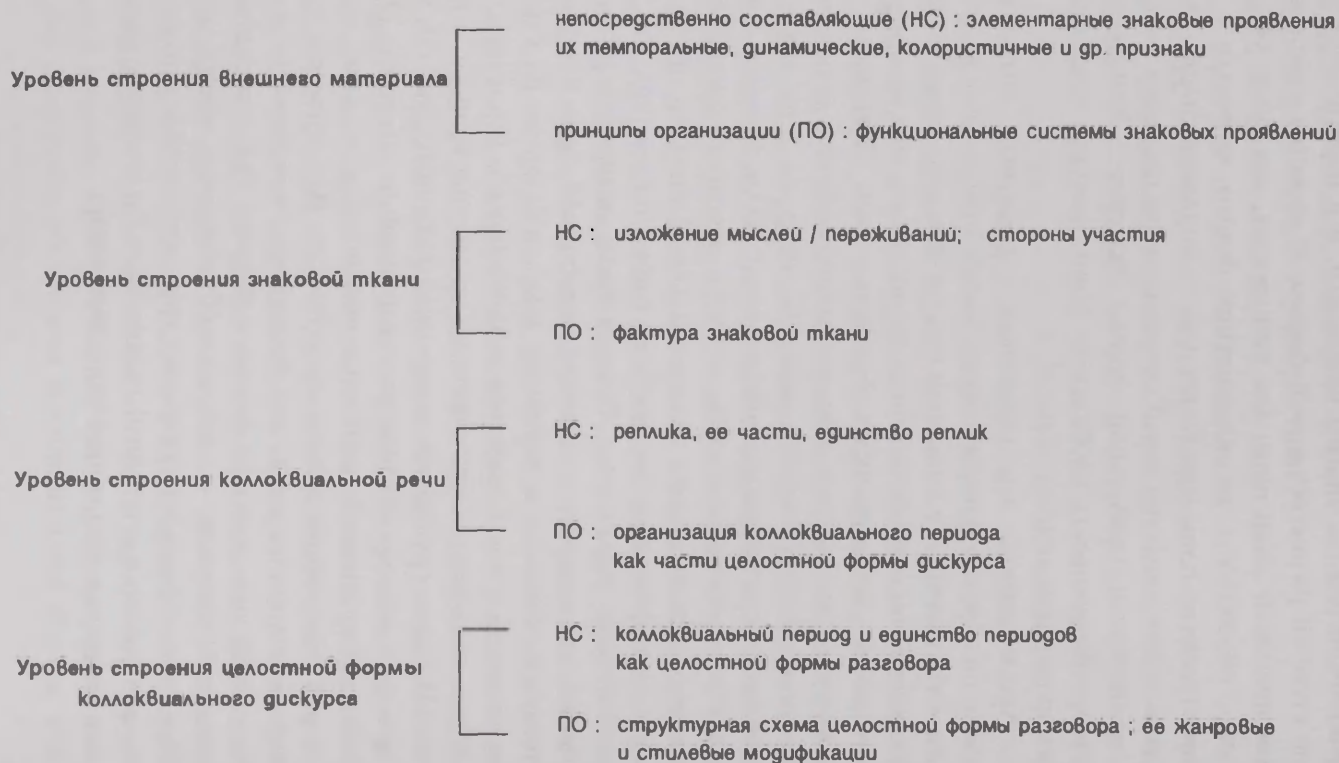 непосредственно составляющие (НС) : элементарные знаковые проявления
их темпоральные, динамические, колористичные и др. признаки
Уровень строения внешнего материала
принципы организации (ПО) : функциональные системы знаковых проявлений
НС : изложение мыслей / переживаний; стороны участия
Уровень строения знаковой ткани
ПО : фактура знаковой ткани
НС : реплика, ее части, единство реплик
Уровень строения коллоквиальной речи
ПО : организация коллоквиального периода
как части целостной формы дискурса
НС : коллоквиальный период и единство периодов
как целостной формы разговора
Уровень строения целостной формы
коллоквиального дискурса
ПО : структурная схема целостной формы разговора ; ее жанровые
и стилевые модификации